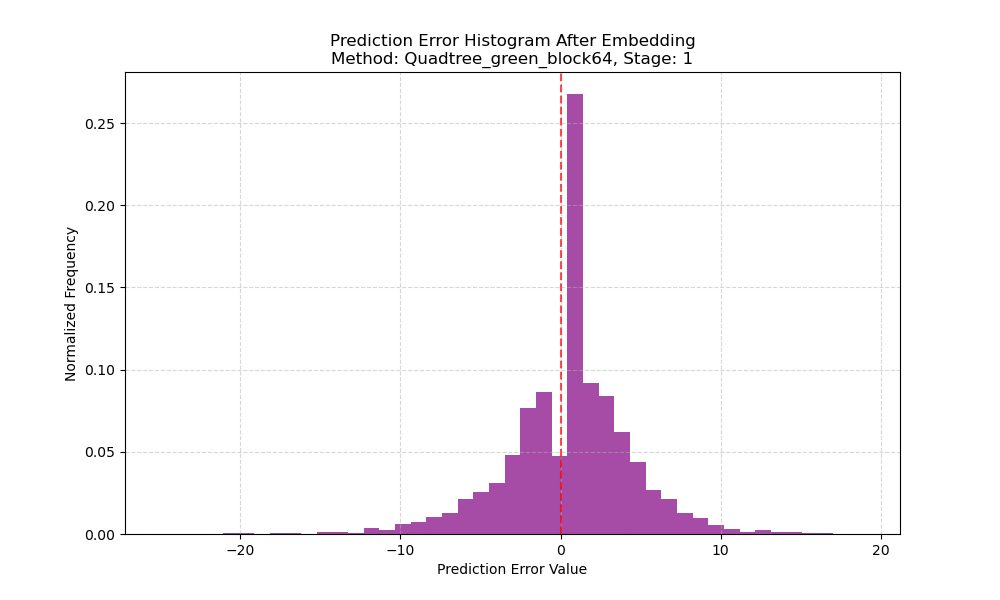 Prediction Error Histogram After Embedding
Method: Quadtree_green_block64, Stage: 1
Normalized Frequency
0.25
0.20
0.15
0.10
0.05
0.00
−20 −10 0 10 20
Prediction Error Value